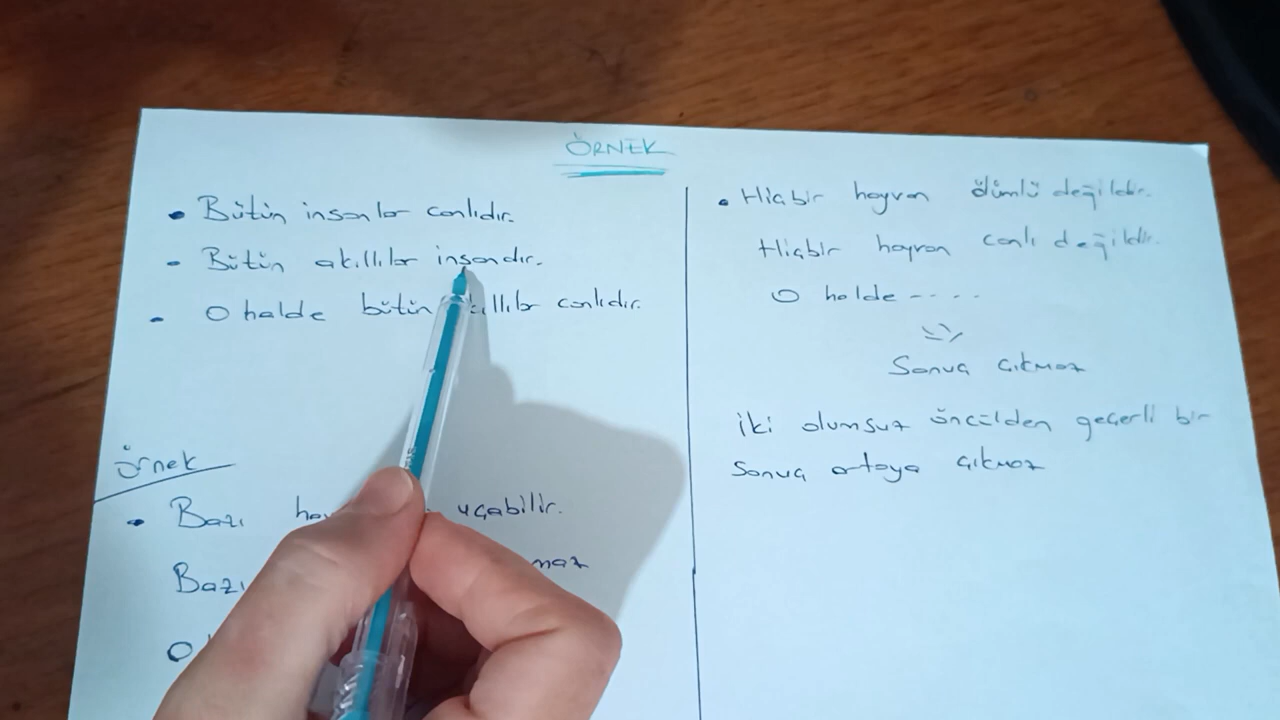 ÖRNEK
• Bütün insanlar canlıdır.
- Bütün akıllılar insandır.
- O halde bütün canlıdır.
Örnek
• Bazı uçabilir.
Bazı
• Hiçbir hayvan ölümlü değildir.
Hiçbir hayvan canlı değildir.
O halde ----
Sonuç çıkmaz
İki olumsuz öncülden geçerli bir
Sonuç ortaya çıkmaz